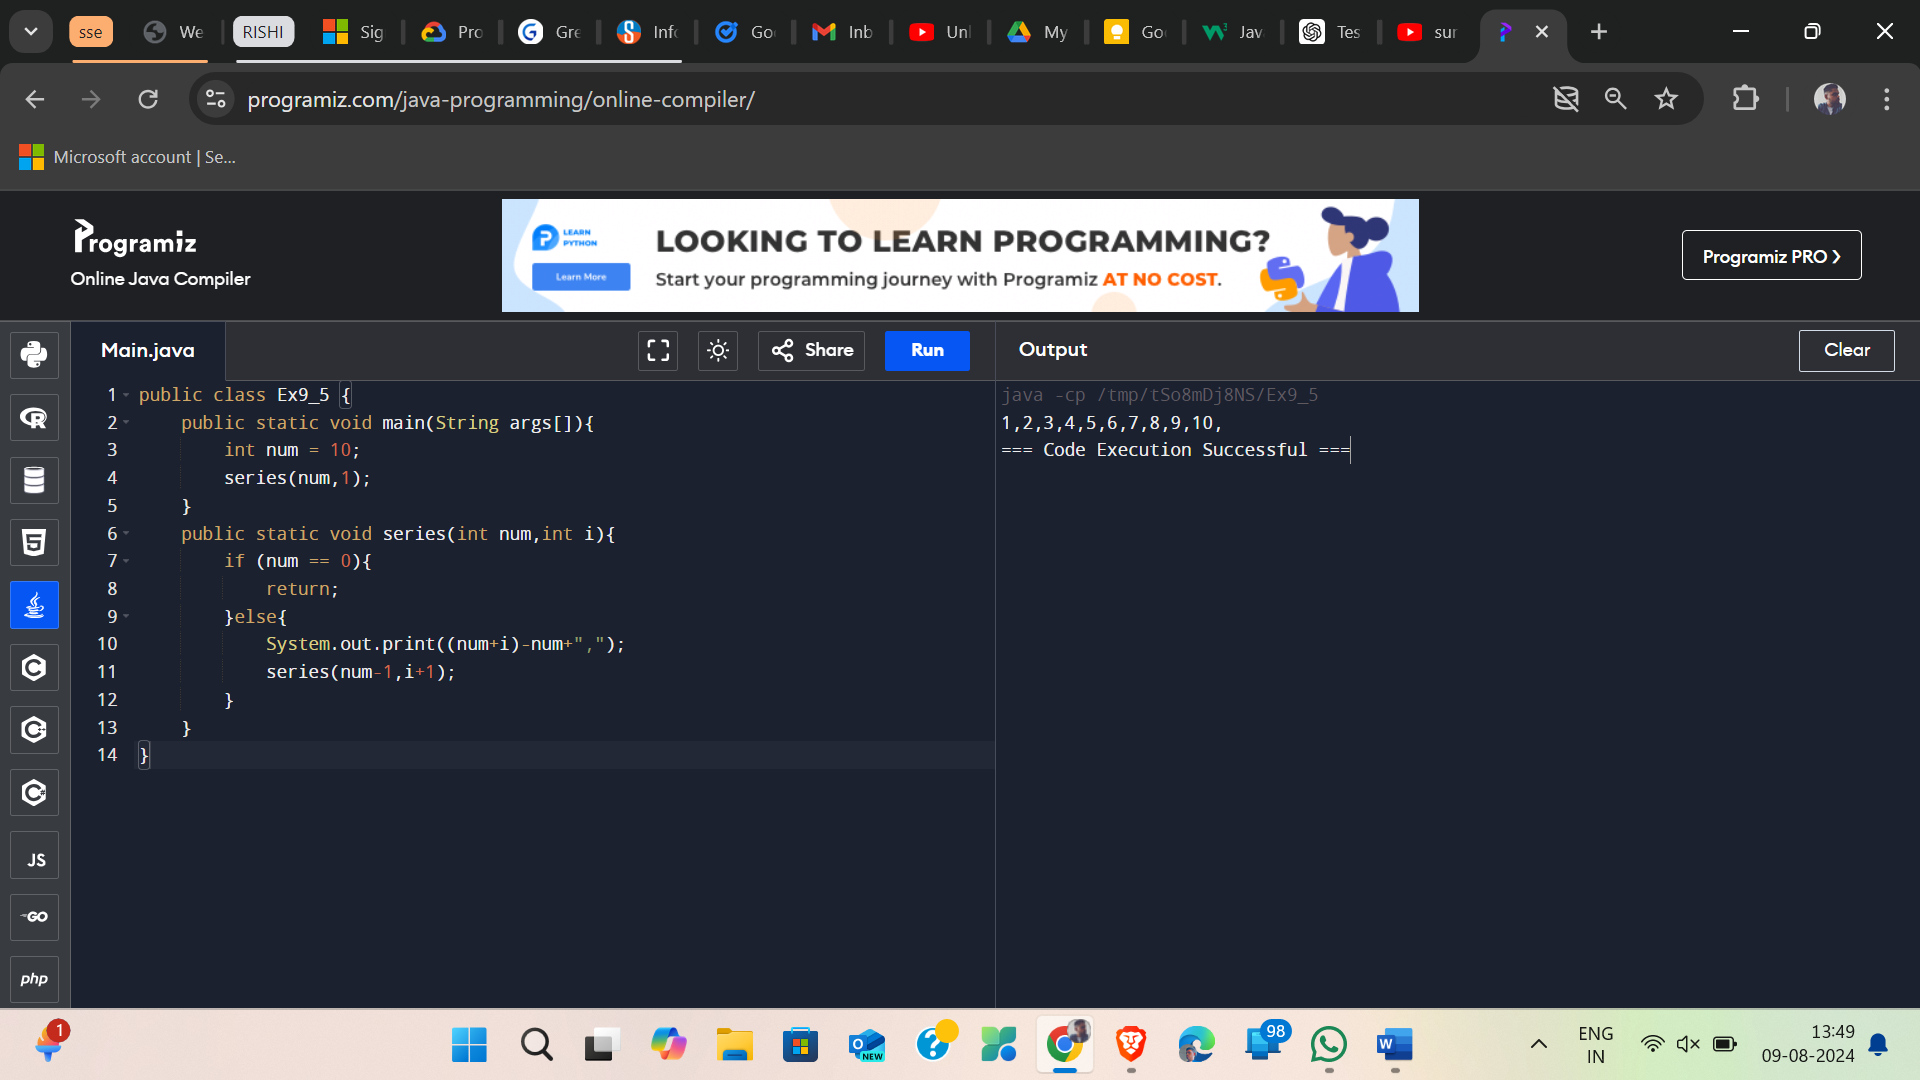 sse We RISHI Sig Pro Gre Info Go Inb Unl My Go Jav Tes sur
programiz.com/java-programming/online-compiler/
Microsoft account | Se...
Programiz
Online Java Compiler
LEARN PYTHON
Learn More
LOOKING TO LEARN PROGRAMMING?
Start your programming journey with Programiz AT NO COST.
Programiz PRO ›
Main.java
Share
Run
Output
Clear
1 public class Ex9_5 {
2 public static void main(String args[]){
3 int num = 10;
4 series(num,1);
5 }
6 public static void series(int num,int i){
7 if (num == 0){
8 return;
9 }else{
10 System.out.print((num+i)-num+",");
11 series(num-1,i+1);
12 }
13 }
14 }
java -cp /tmp/tSo8mDj8NS/Ex9_5
1,2,3,4,5,6,7,8,9,10,
=== Code Execution Successful ===
JS
GO
php
1
NEW
98
ENG
IN
13:49
09-08-2024